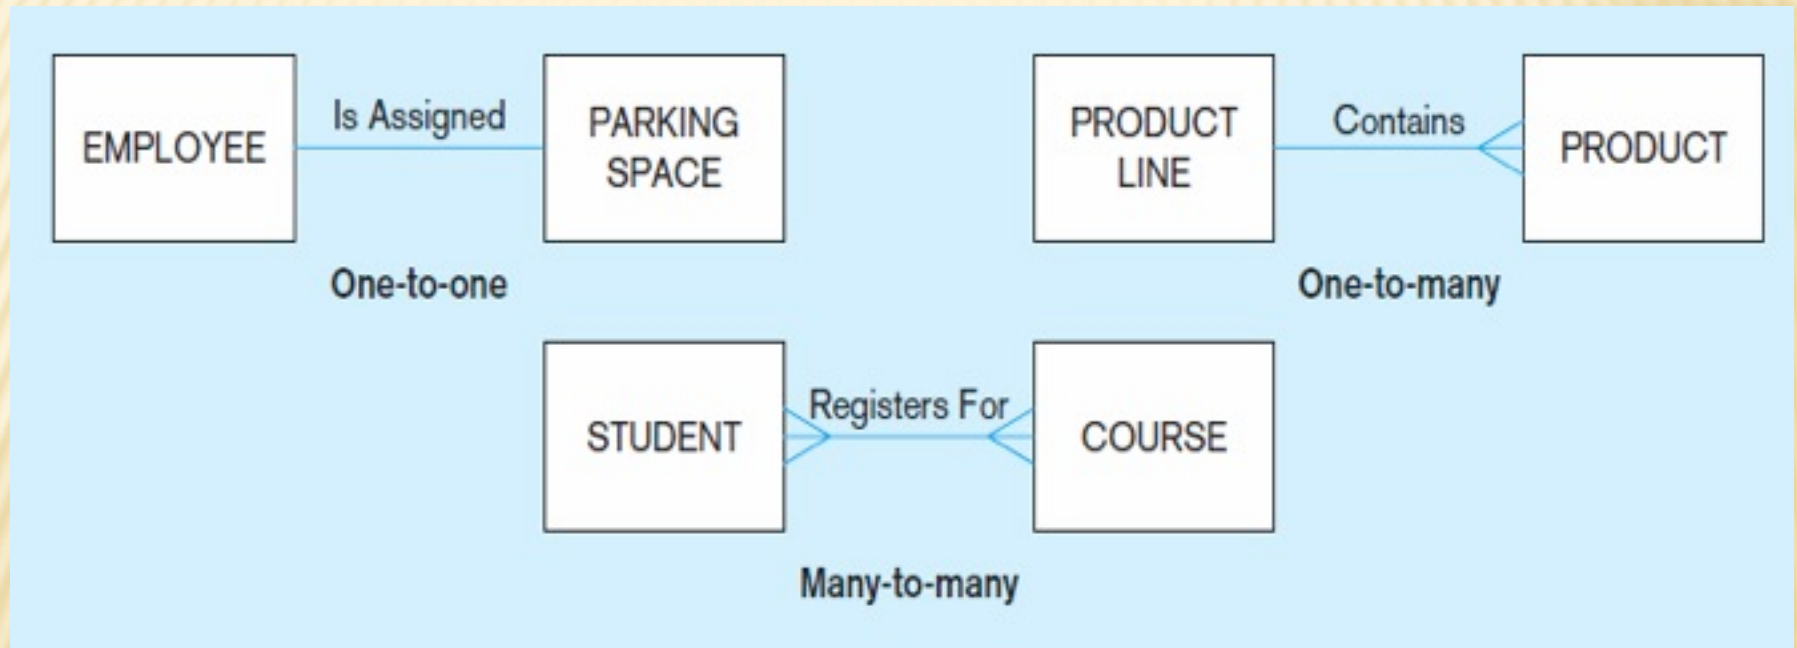 EMPLOYEE
Is Assigned
PARKING
SPACE
One-to-one
PRODUCT
LINE
Contains
PRODUCT
One-to-many
STUDENT
Registers For
COURSE
Many-to-many